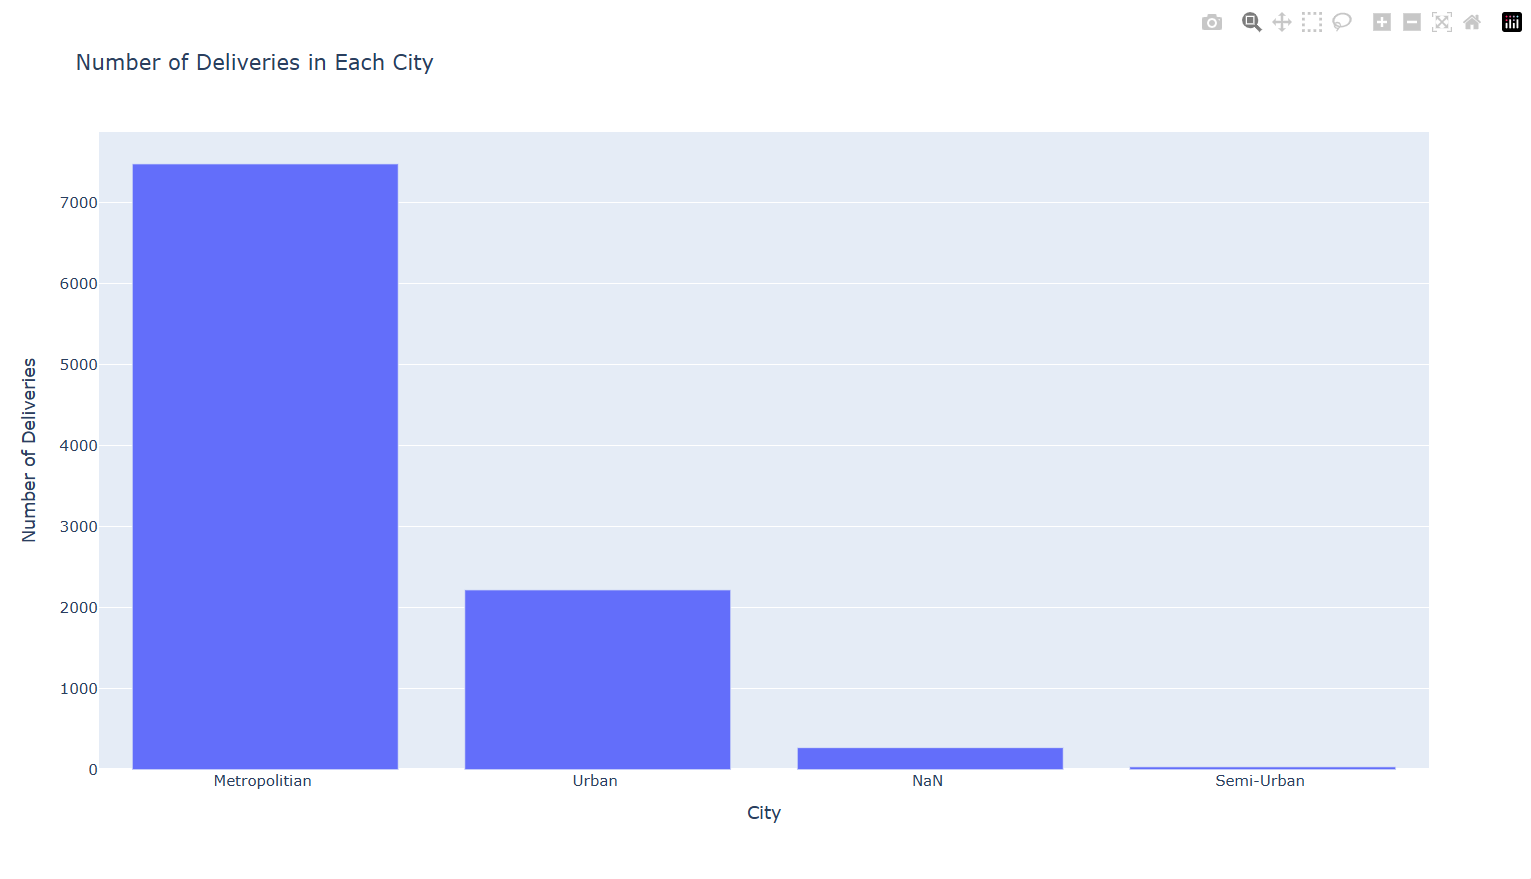 Number of Deliveries in Each City
Number of Deliveries
7000
6000
5000
4000
3000
2000
1000
0
Metropolitian
Urban
NaN
Semi-Urban
City